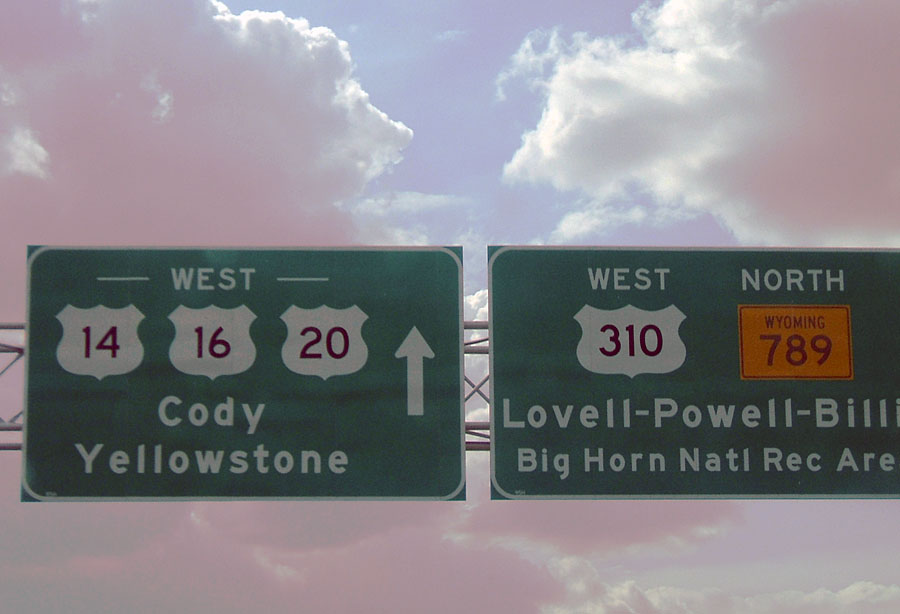 WEST
14 16 20
Cody
Yellowstone
WEST NORTH
310 WYOMING 789
Lovell-Powell-Billi
Big Horn Natl Rec Are